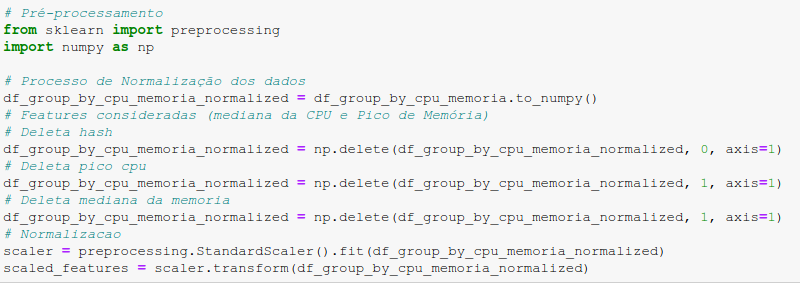 # Pré-processamento
from sklearn import preprocessing
import numpy as np
# Processo de Normalização dos dados
df_group_by_cpu_memoria_normalized = df_group_by_cpu_memoria.to_numpy()
# Features consideradas (mediana da CPU e Pico de Memória)
# Deleta hash
df_group_by_cpu_memoria_normalized = np.delete(df_group_by_cpu_memoria_normalized, 0, axis=1)
# Deleta pico cpu
df_group_by_cpu_memoria_normalized = np.delete(df_group_by_cpu_memoria_normalized, 1, axis=1)
# Deleta mediana da memoria
df_group_by_cpu_memoria_normalized = np.delete(df_group_by_cpu_memoria_normalized, 1, axis=1)
# Normalizacao
scaler = preprocessing.StandardScaler().fit(df_group_by_cpu_memoria_normalized)
scaled_features = scaler.transform(df_group_by_cpu_memoria_normalized)